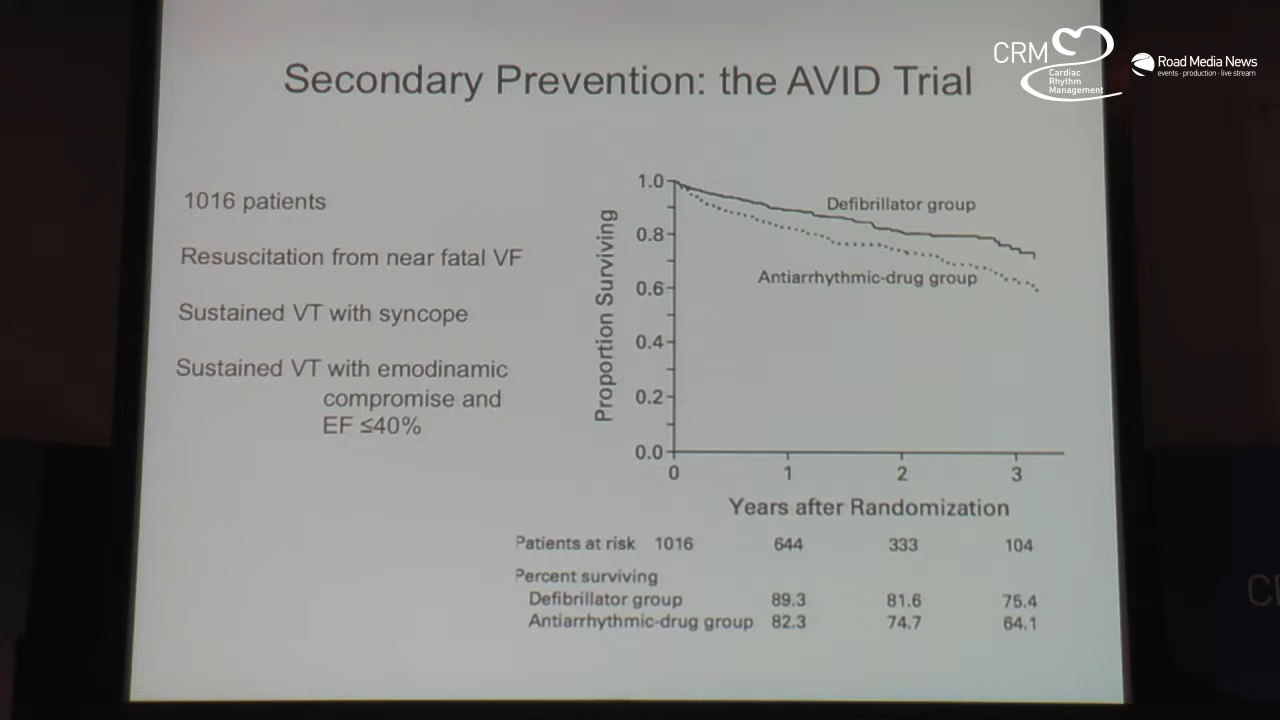 CRM
Cardiac
Rhythm
Management
Road Media News
events · production · live stream
Secondary Prevention: the AVID Trial
1016 patients
Resuscitation from near fatal VF
Sustained VT with syncope
Sustained VT with emodinamic
compromise and
EF ≤40%
Proportion Surviving
1.0
0.8
0.6
0.4
0.2
0.0
Defibrillator group
Antiarrhythmic-drug group
0 1 2 3
Years after Randomization
Patients at risk 1016 644 333 104
Percent surviving
Defibrillator group 89.3 81.6 75.4
Antiarrhythmic-drug group 82.3 74.7 64.1